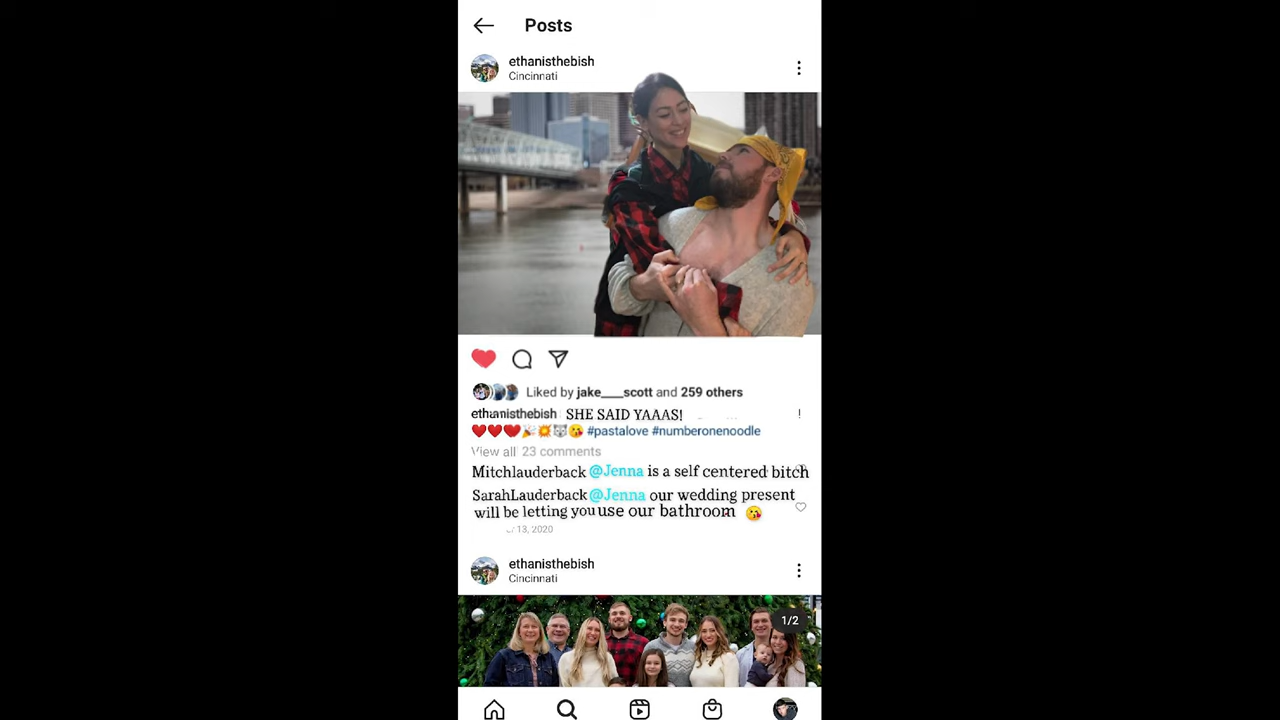 Posts
ethanisthebish
Cincinnati
Liked by jake___scott and 259 others
ethanisthebish SHE SAID YAAAS! !
❤️❤️❤️🎉💥🐺😘 #pastalove #numberonenoodle
View all 23 comments
Mitchlauderback @Jenna is a self centered bitch
SarahLauderback @Jenna our wedding present
will be letting you use our bathroom 😘
13, 2020
ethanisthebish
Cincinnati
1/2